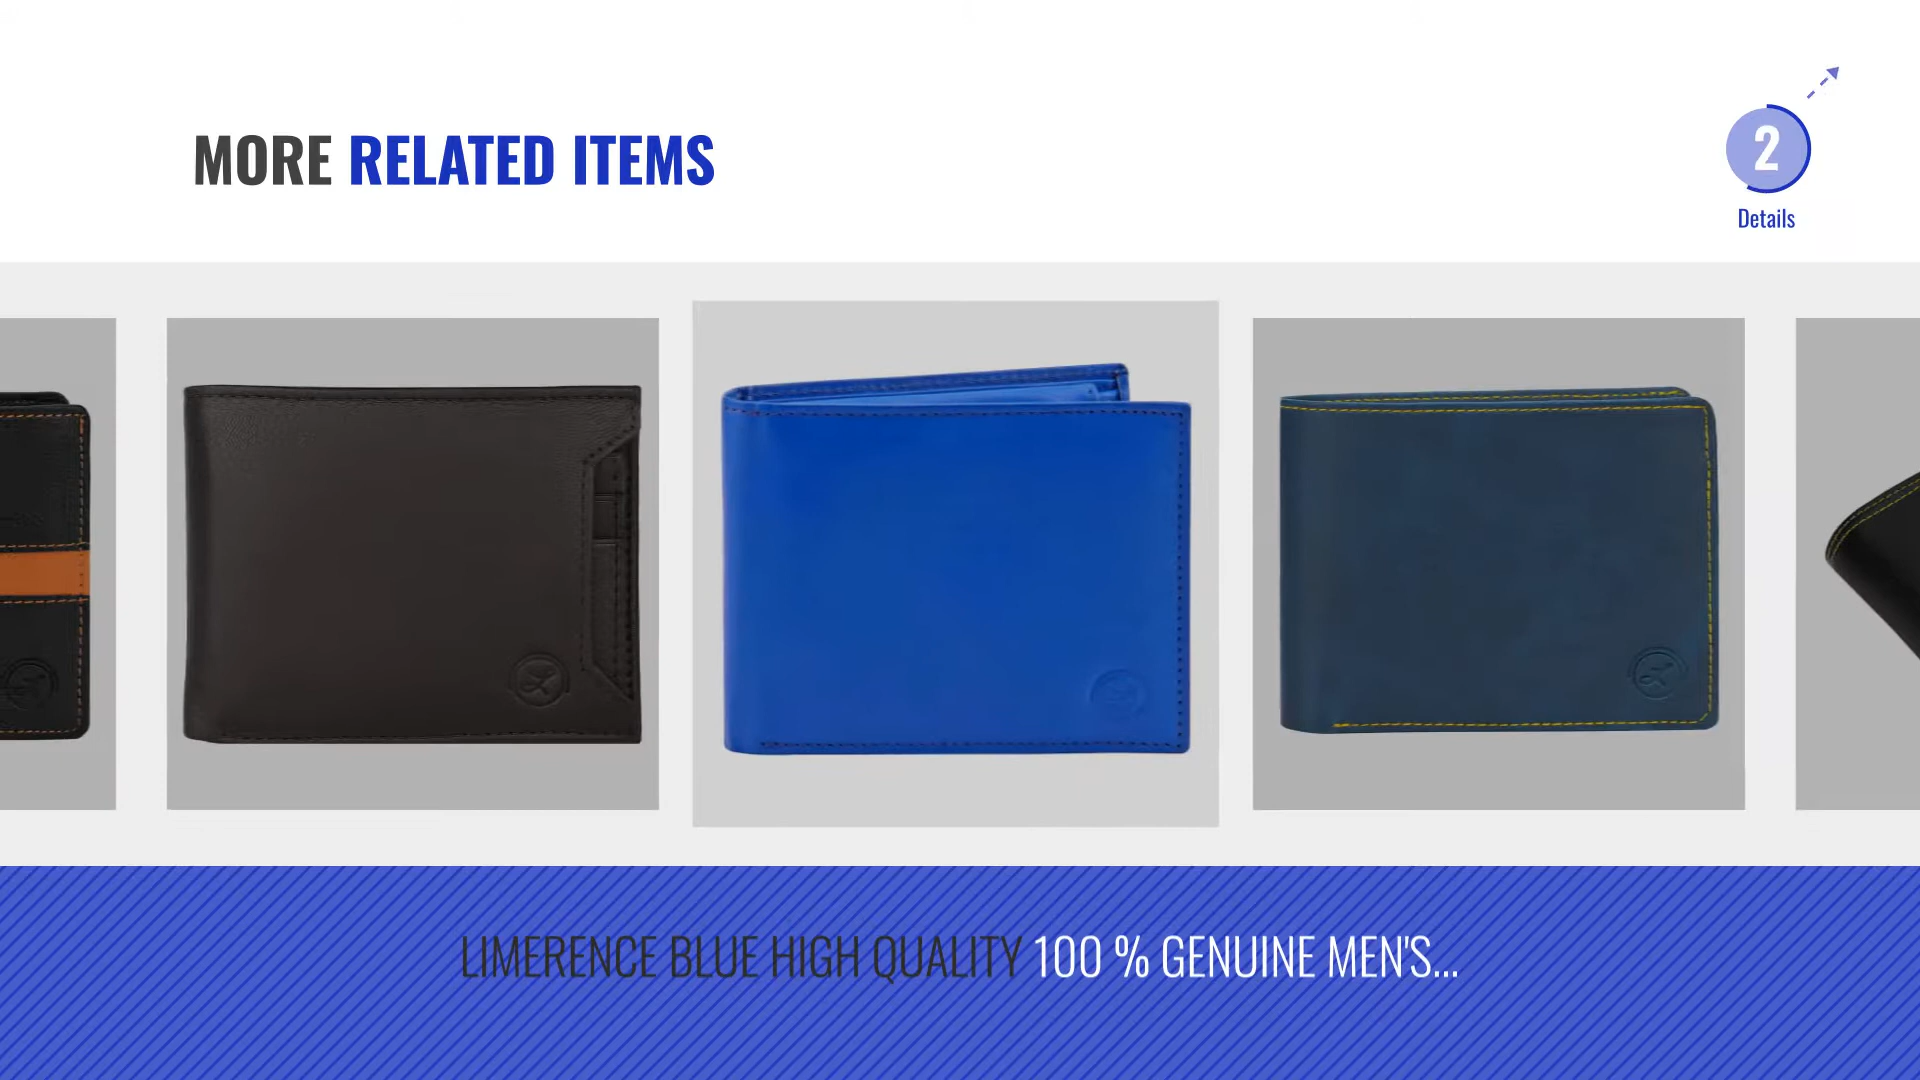 MORE RELATED ITEMS
2
Details
LIMERENCE BLUE HIGH QUALITY 100 % GENUINE MEN'S...